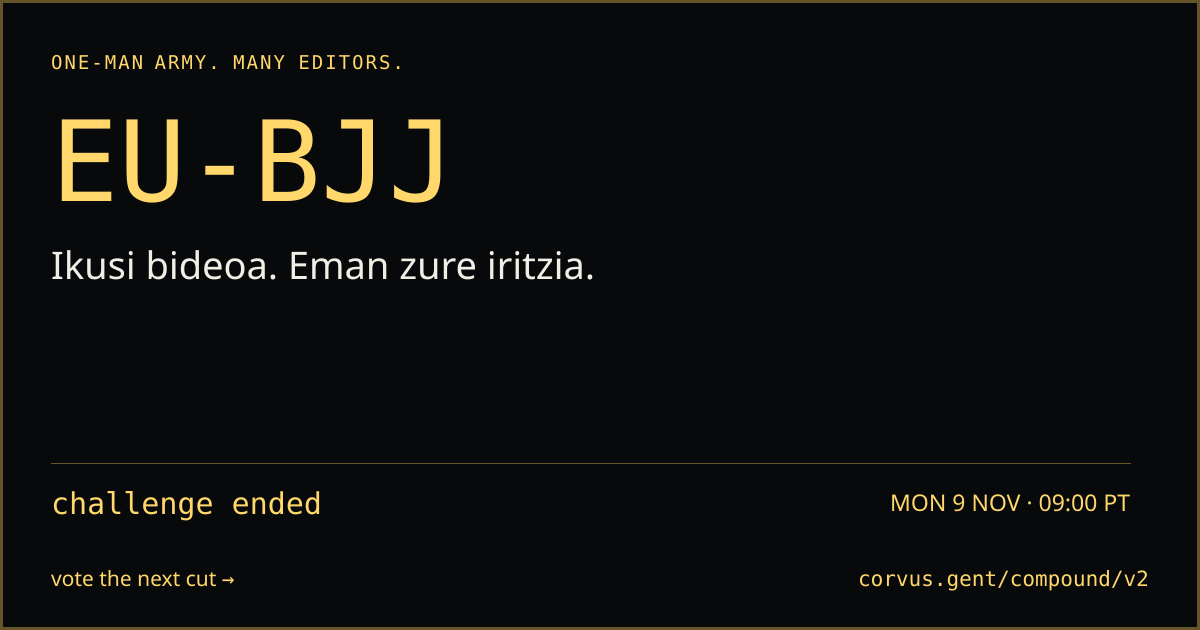 ONE-MAN ARMY. MANY EDITORS.
EU-BJJ
Ikusi bideoa. Eman zure iritzia.
challenge ended
MON 9 NOV · 09:00 PT
vote the next cut →
corvus.gent/compound/v2